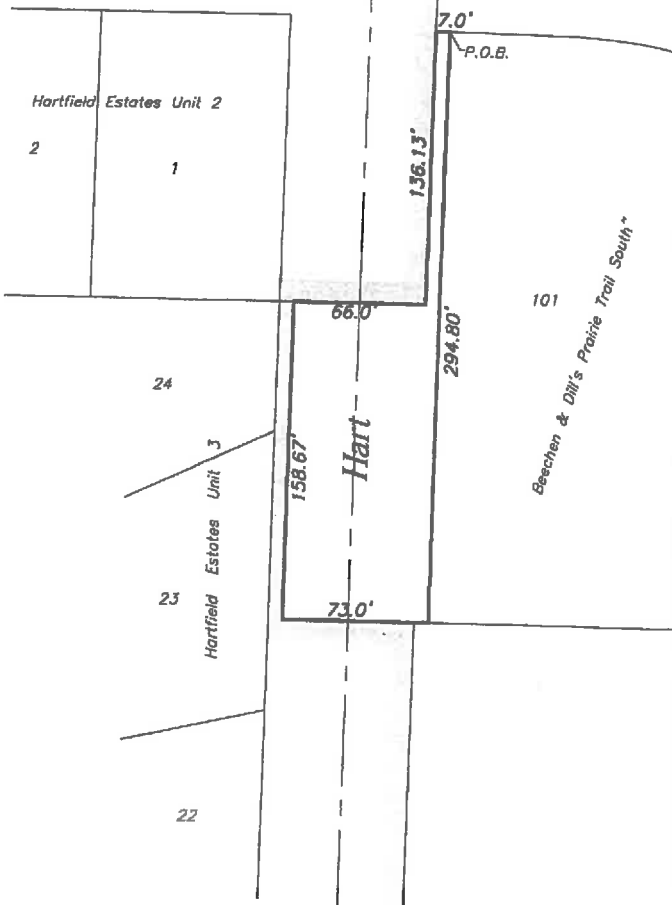 7.0'
P.O.B.
Hartfield Estates Unit 2
2
1
136.13'
101
Beechen & Dill's Prairie Trail South"
66.0'
294.80'
24
Hart
158.67'
Hartfield Estates Unit 3
23
73.0'
22